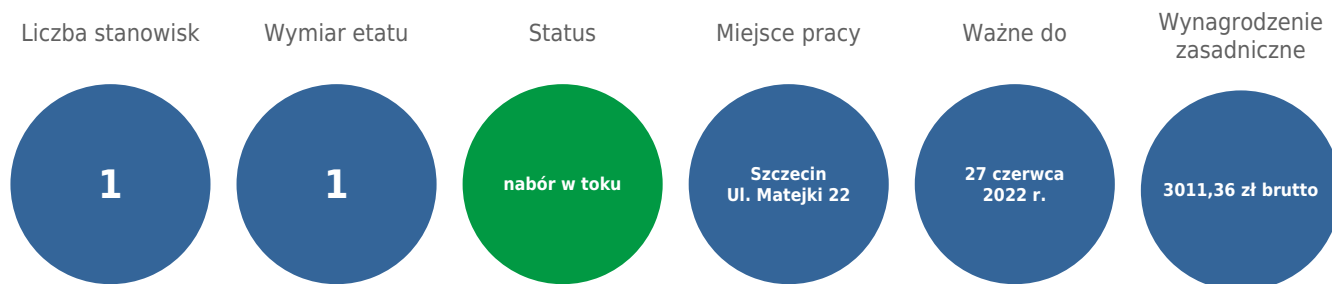 Liczba stanowisk
1
Wymiar etatu
1
Status
nabór w toku
Miejsce pracy
Szczecin
Ul. Matejki 22
Ważne do
27 czerwca
2022 r.
Wynagrodzenie
zasadniczne
3011,36 zł brutto